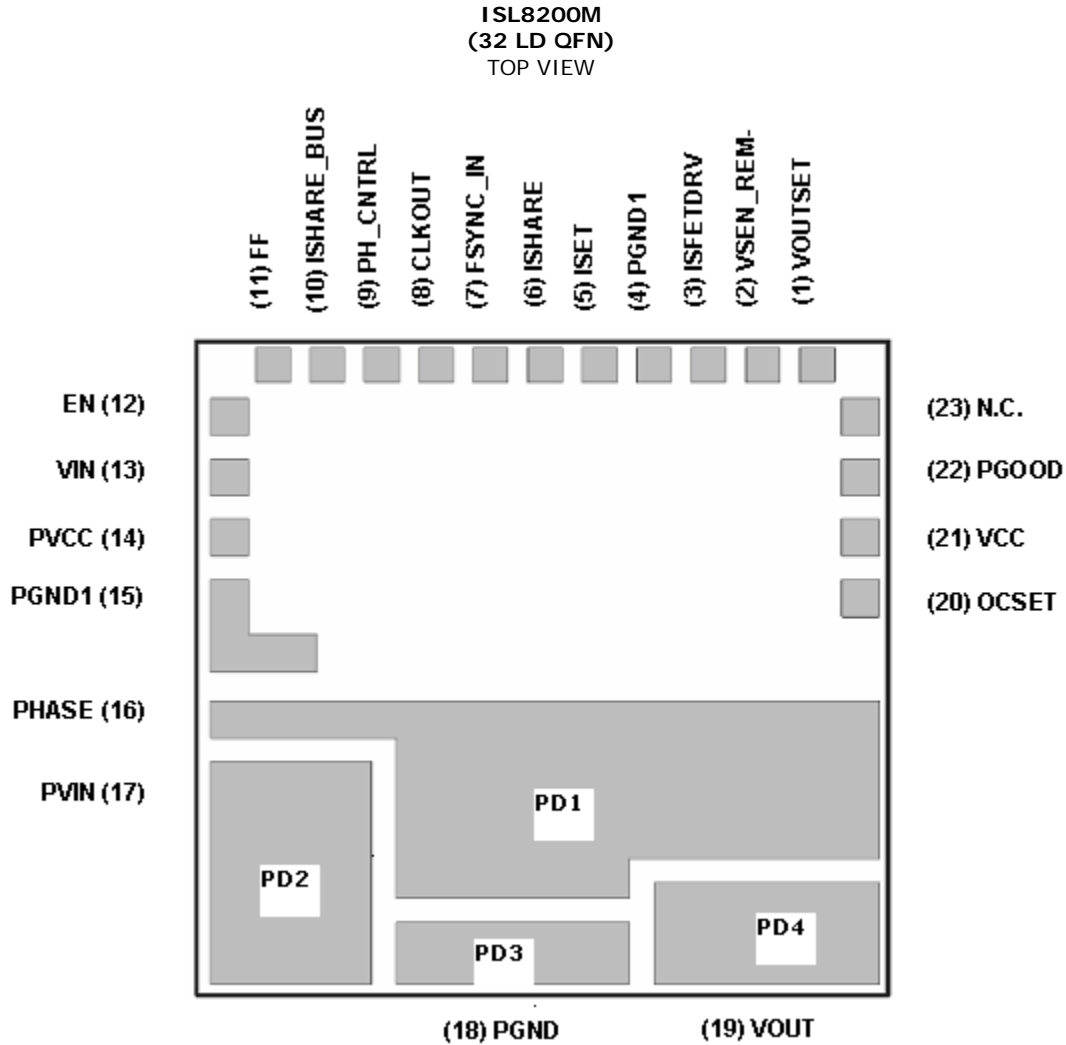 ISL8200M
(32 LD QFN)
TOP VIEW
(11) FF
(10) ISHARE_BUS
(9) PH_CNTRL
(8) CLKOUT
(7) FSYNC_IN
(6) ISHARE
(5) ISET
(4) PGND1
(3) ISFETDRV
(2) VSEN_REM-
(1) VOUTSET
EN (12)
VIN (13)
PVCC (14)
PGND1 (15)
PHASE (16)
PVIN (17)
(23) N.C.
(22) PGOOD
(21) VCC
(20) OCSET
PD1
PD2
PD3
PD4
(18) PGND
(19) VOUT